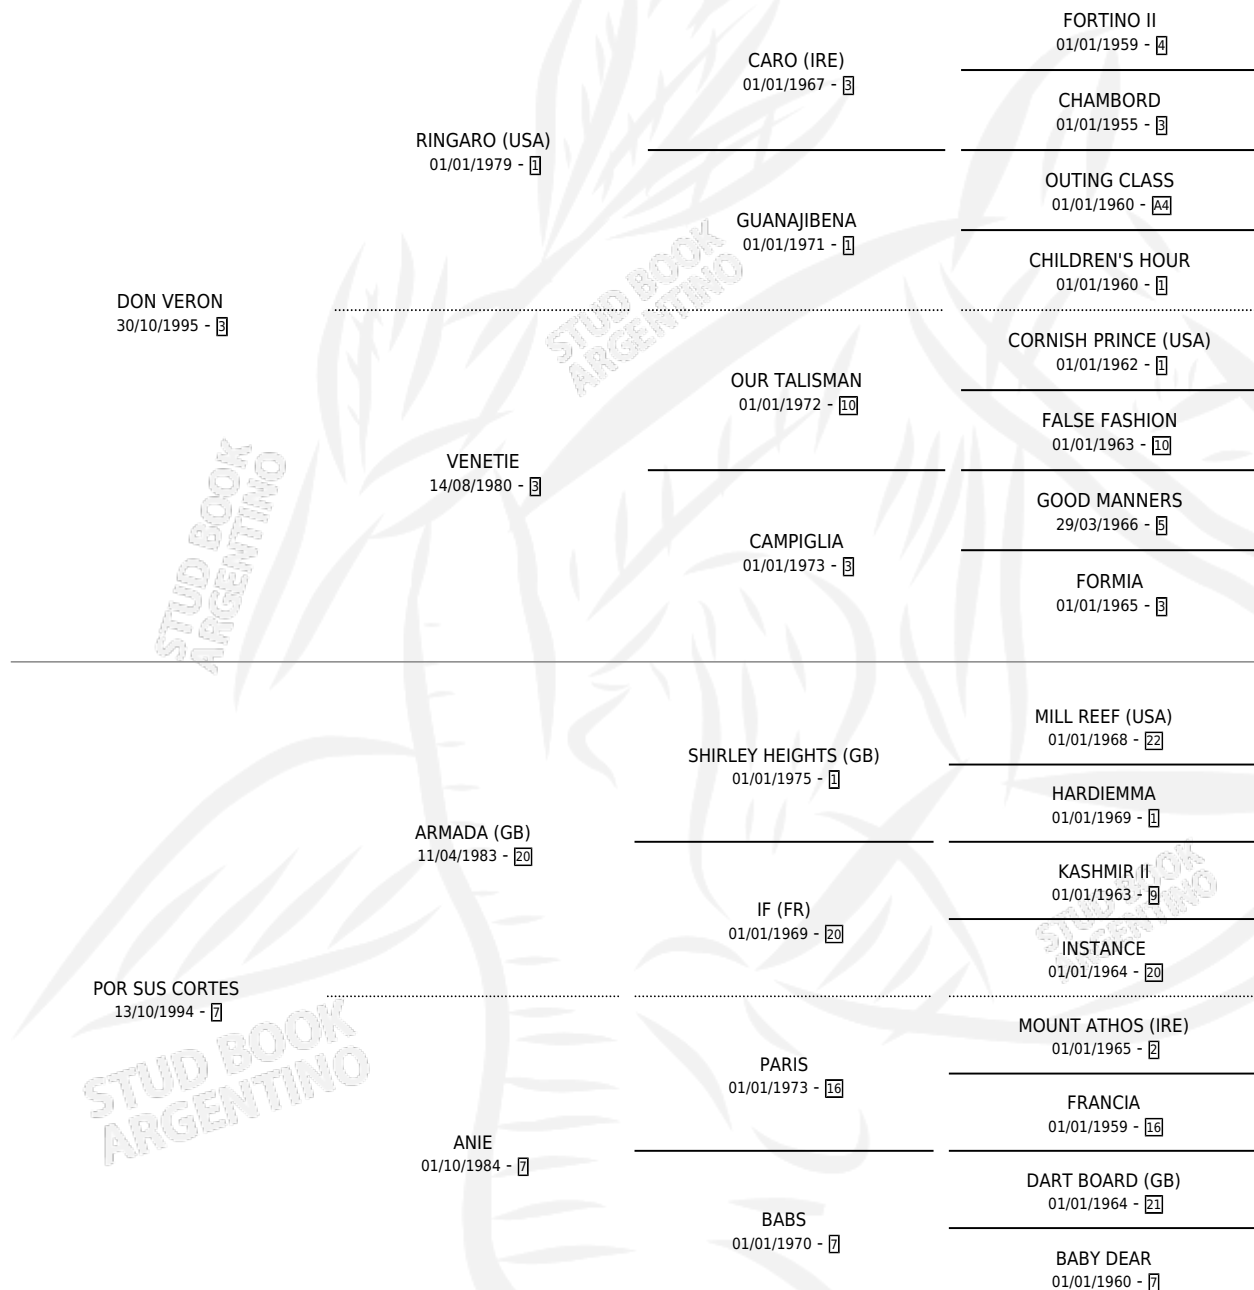 FORTINO II
01/01/1959 - 4
CARO (IRE)
01/01/1967 - 3
CHAMBORD
01/01/1955 - 3
RINGARO (USA)
01/01/1979 - 1
OUTING CLASS
01/01/1960 - A4
GUANAJIBENA
01/01/1971 - 1
CHILDREN'S HOUR
01/01/1960 - 1
DON VERON
30/10/1995 - 3
STUD BOOK
ARGENTINO
CORNISH PRINCE (USA)
01/01/1962 - 1
OUR TALISMAN
01/01/1972 - 10
FALSE FASHION
01/01/1963 - 10
VENETIE
14/08/1980 - 3
GOOD MANNERS
29/03/1966 - 5
CAMPIGLIA
01/01/1973 - 3
FORMIA
01/01/1965 - 3
STUD BOOK
ARGENTINO
MILL REEF (USA)
01/01/1968 - 22
SHIRLEY HEIGHTS (GB)
01/01/1975 - 1
HARDIEMMA
01/01/1969 - 1
ARMADA (GB)
11/04/1983 - 20
KASHMIR II
01/01/1963 - 9
IF (FR)
01/01/1969 - 20
STUD BOOK
ARGENTINO
INSTANCE
01/01/1964 - 20
POR SUS CORTES
13/10/1994 - 7
STUD BOOK
ARGENTINO
MOUNT ATHOS (IRE)
01/01/1965 - 2
PARIS
01/01/1973 - 16
FRANCIA
01/01/1959 - 16
ANIE
01/10/1984 - 7
DART BOARD (GB)
01/01/1964 - 21
BABS
01/01/1970 - 7
BABY DEAR
01/01/1960 - 7